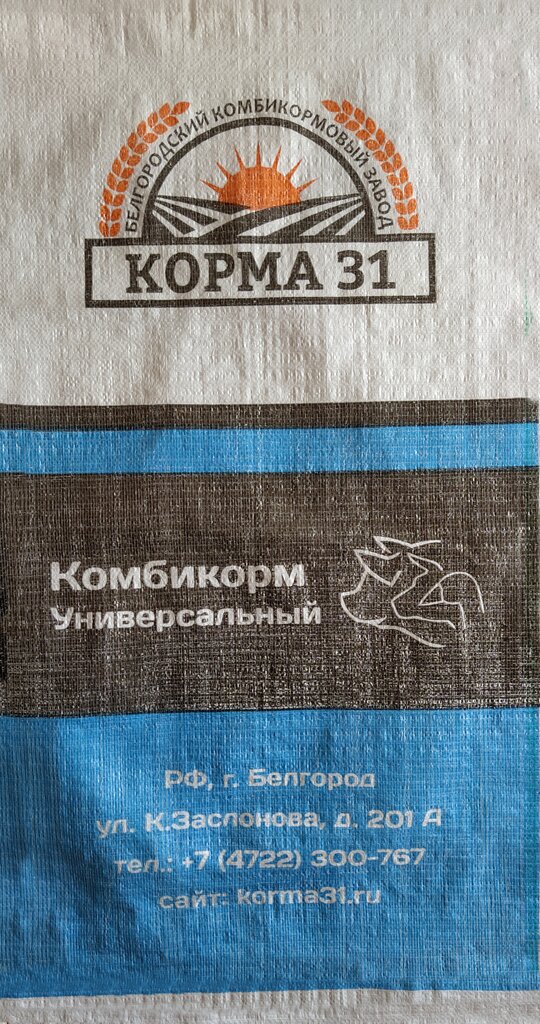 БЕЛГОРОДСКИЙ КОМБИКОРМОВЫЙ ЗАВОД
КОРМА 31
Комбикорм
Универсальный
РФ, г. Белгород
ул. К.Заслонова, д. 201 А
тел.: +7 (4722) 300-767
сайт: korma31.ru